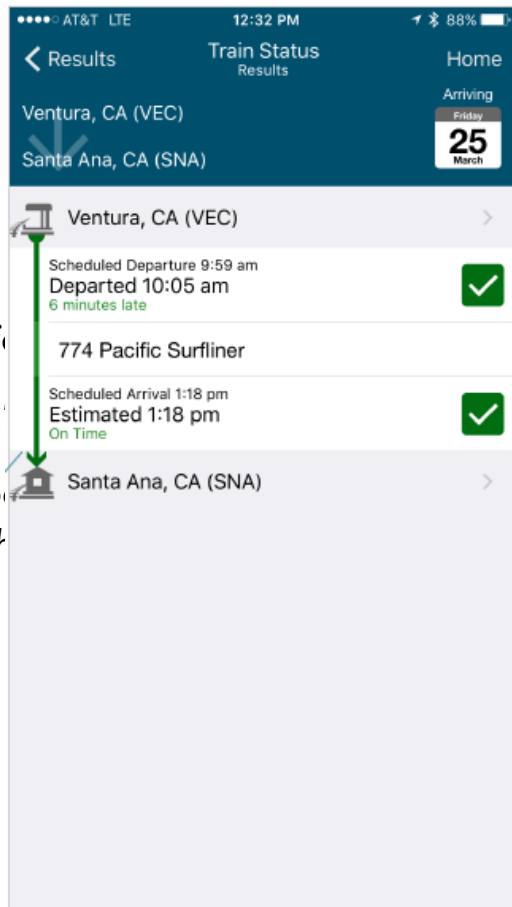 AT&T LTE 12:32 PM 88%
Results Train Status Home
Results
Arriving
Ventura, CA (VEC)
Friday
25
March
Santa Ana, CA (SNA)
Ventura, CA (VEC)
Scheduled Departure 9:59 am
Departed 10:05 am
6 minutes late
774 Pacific Surfliner
Scheduled Arrival 1:18 pm
Estimated 1:18 pm
On Time
Santa Ana, CA (SNA)